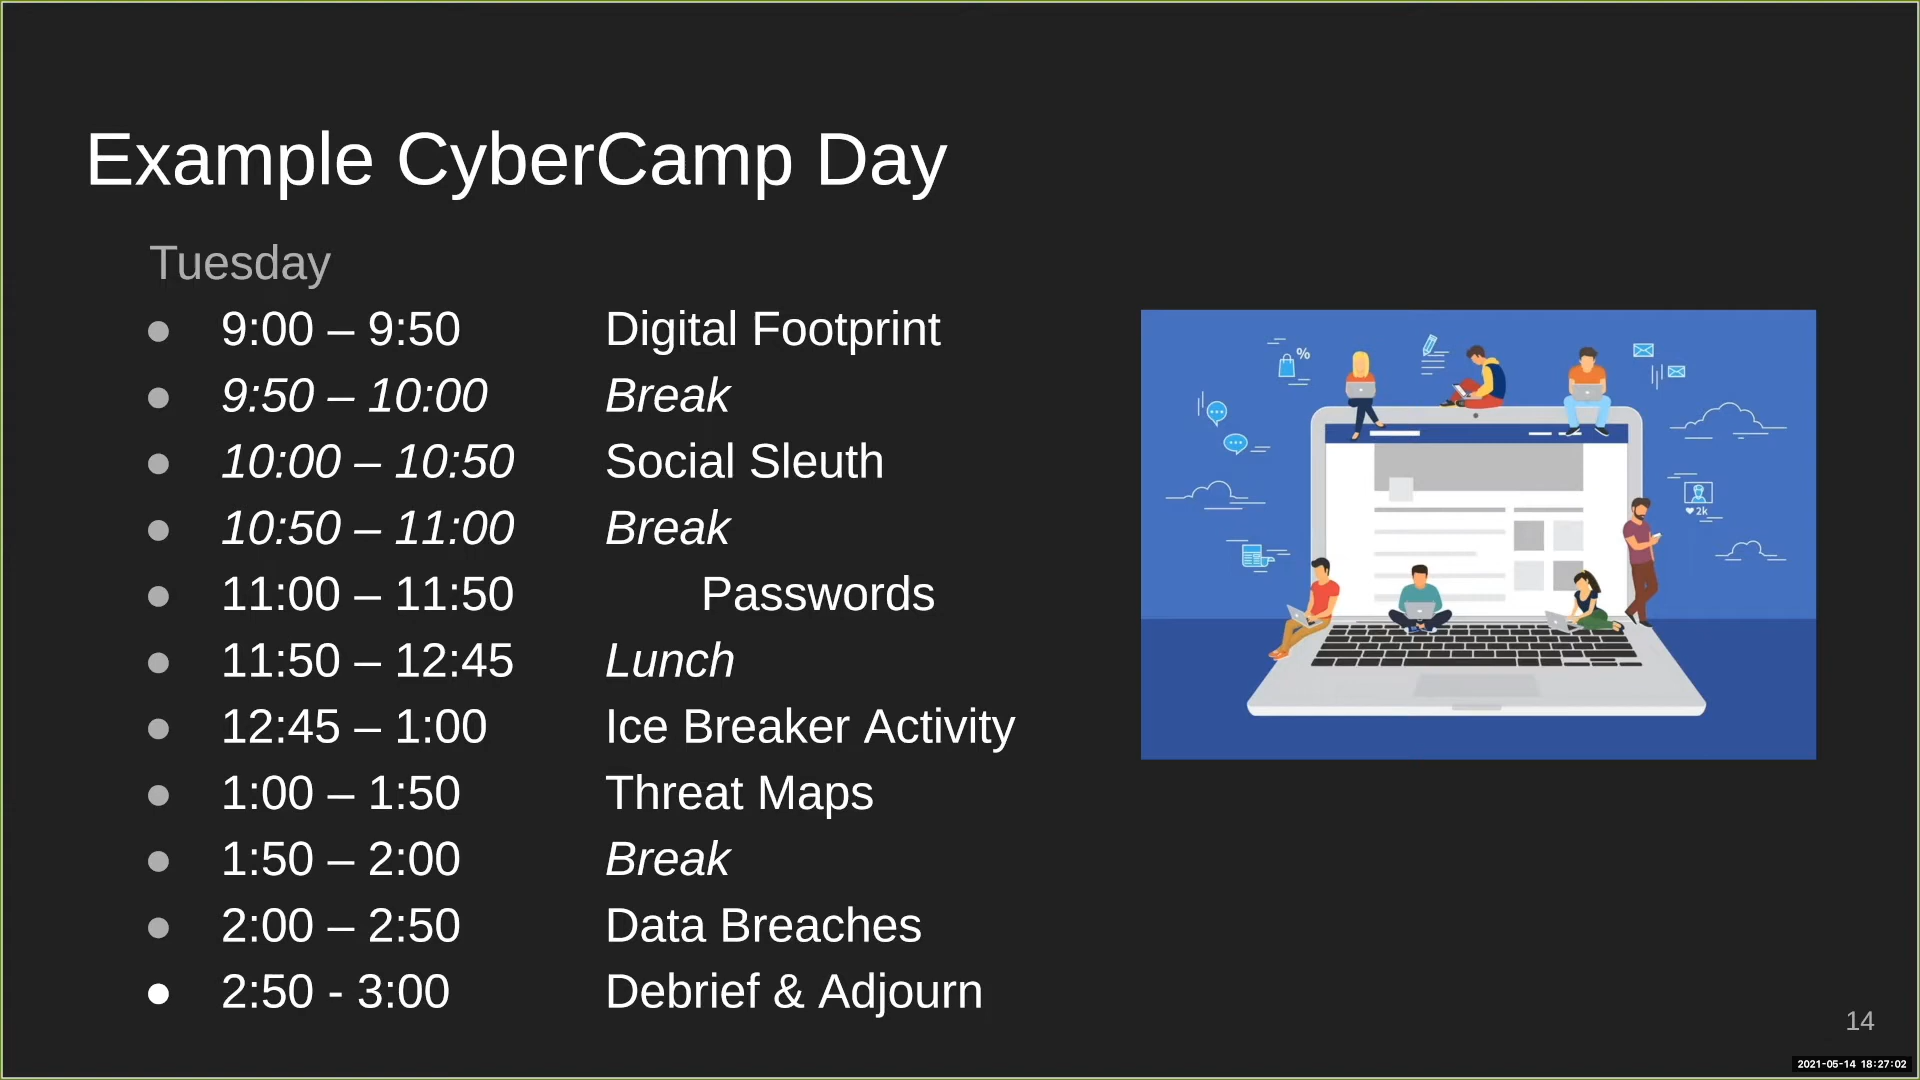 Example CyberCamp Day
Tuesday
● 9:00 – 9:50 Digital Footprint
● 9:50 – 10:00 Break
● 10:00 – 10:50 Social Sleuth
● 10:50 – 11:00 Break
● 11:00 – 11:50 Passwords
● 11:50 – 12:45 Lunch
● 12:45 – 1:00 Ice Breaker Activity
● 1:00 – 1:50 Threat Maps
● 1:50 – 2:00 Break
● 2:00 – 2:50 Data Breaches
● 2:50 - 3:00 Debrief & Adjourn
%
2k
14
2021-05-14 18:27:02